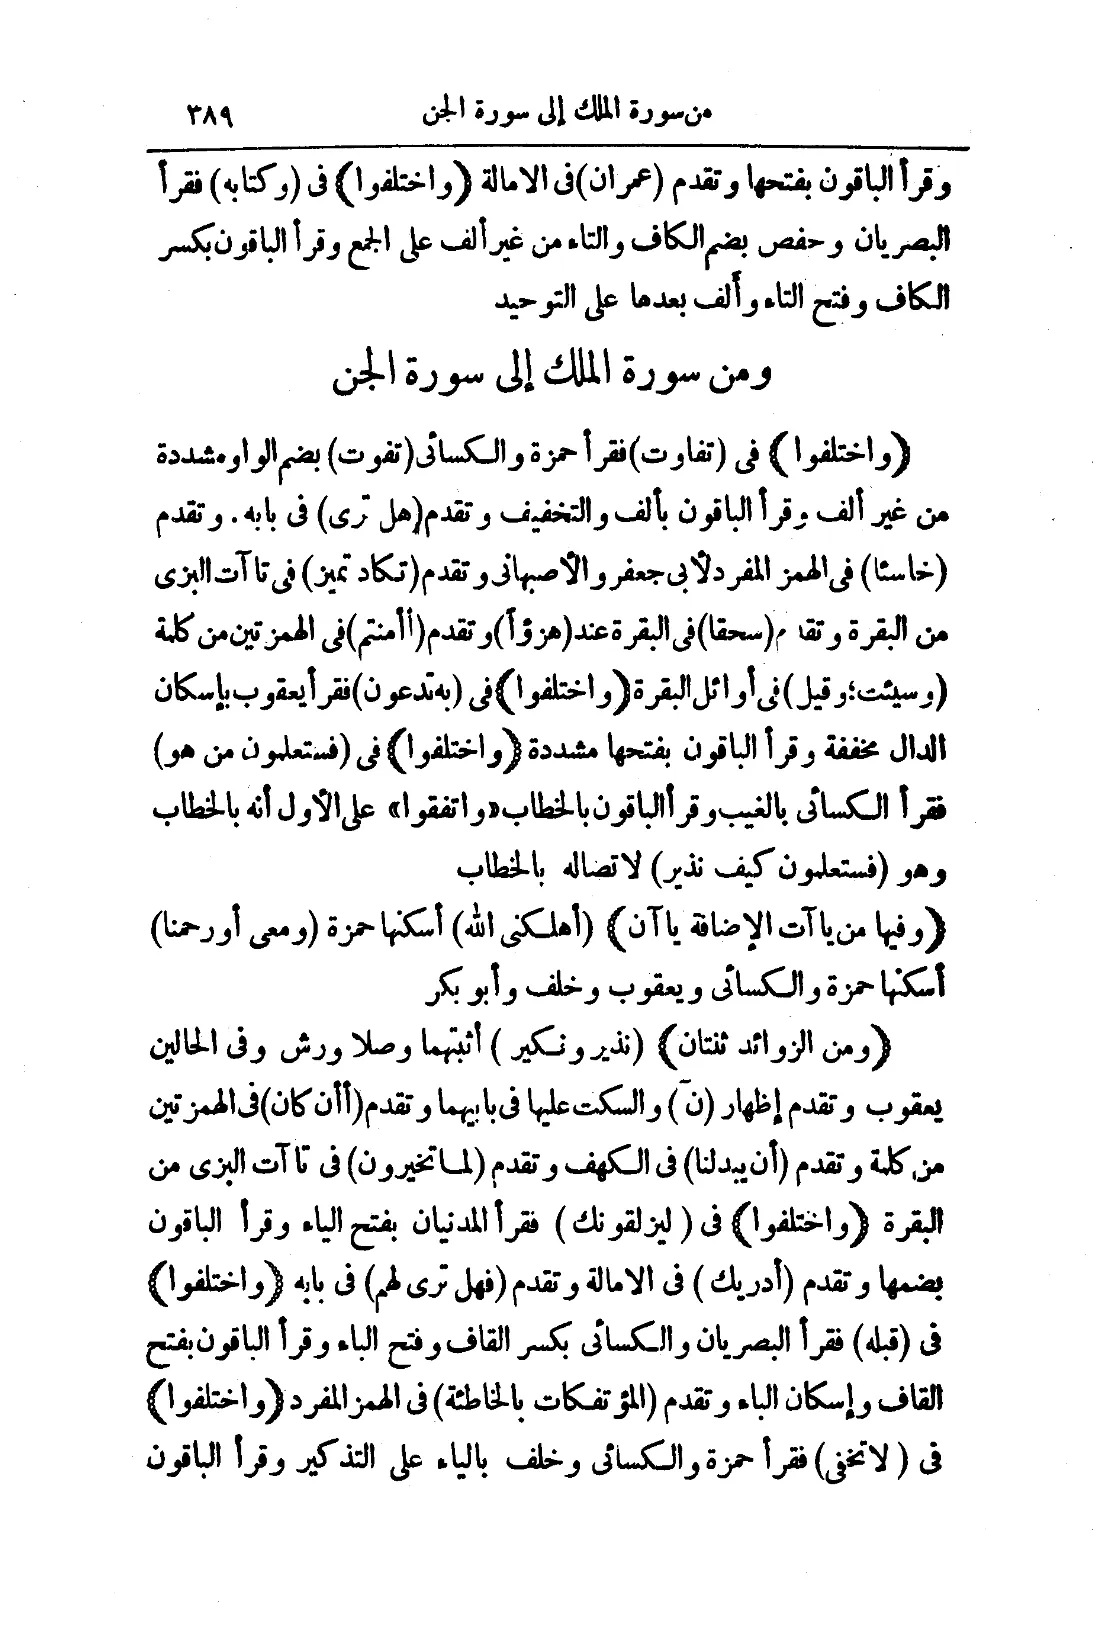 من سورة الملك إلى سورة الجن ٣٨٩
وقرأ الباقون بفتحها وتقدم (عمران) فى الامالة ﴿واختلفوا﴾ فى (وكتابه) فقرأ
البصريان وحفص بضم الكاف والتاء من غير ألف على الجمع وقرأ الباقون بكسر
الكاف وفتح التاء وألف بعدها على التوحيد
ومن سورة الملك إلى سورة الجن
﴿واختلفوا﴾ فى (تفاوت) فقرأ حمزة والكسائى (تفوت) بضم الواو مشددة
من غير ألف وقرأ الباقون بألف والتخفيف وتقدم (هل ترى) فى بابه. وتقدم
(خاسئا) فى الهمز المفرد لأبى جعفر والأصبهانى وتقدم (تكاد تميز) فى تاآت البزى
من البقرة وتقدم (سحقا) فى البقرة عند (هزؤاً) وتقدم (أأمنتم) فى الهمزتين من كلمة
(وسيئت؛ وقيل) فى أوائل البقرة ﴿واختلفوا﴾ فى (به تدعون) فقرأ يعقوب بإسكان
الدال مخففة وقرأ الباقون بفتحها مشددة ﴿واختلفوا﴾ فى (فستعلمون من هو)
فقرأ الكسائى بالغيب وقرأ الباقون بالخطاب «واتفقوا» على الأول أنه بالخطاب
وهو (فستعلمون كيف نذير) لاتصاله بالخطاب
﴿وفيها من ياآت الإضافة ياآن﴾ (أهلكنى الله) أسكنها حمزة (ومعى أو رحمنا)
أسكنها حمزة والكسائى ويعقوب وخلف وأبو بكر
﴿ومن الزوائد ثنتان﴾ (نذير ونكير) أثبتهما وصلا ورش وفى الحالين
يعقوب وتقدم إظهار (نٓ) والسكت عليها فى بابيهما وتقدم (أأن كان) فى الهمزتين
من كلمة وتقدم (أن يبدلنا) فى الكهف وتقدم (لما تخيرون) فى تاآت البزى من
البقرة ﴿واختلفوا﴾ فى (ليزلقونك) فقرأ المدنيان بفتح الياء وقرأ الباقون
بضمها وتقدم (أدريك) فى الامالة وتقدم (فهل ترى لهم) فى بابه ﴿واختلفوا﴾
فى (قبله) فقرأ البصريان والكسائى بكسر القاف وفتح الباء وقرأ الباقون بفتح
القاف وإسكان الباء وتقدم (المؤتفكات بالخاطئة) فى الهمز المفرد ﴿واختلفوا﴾
فى (لا تخفى) فقرأ حمزة والكسائى وخلف بالياء على التذكير وقرأ الباقون